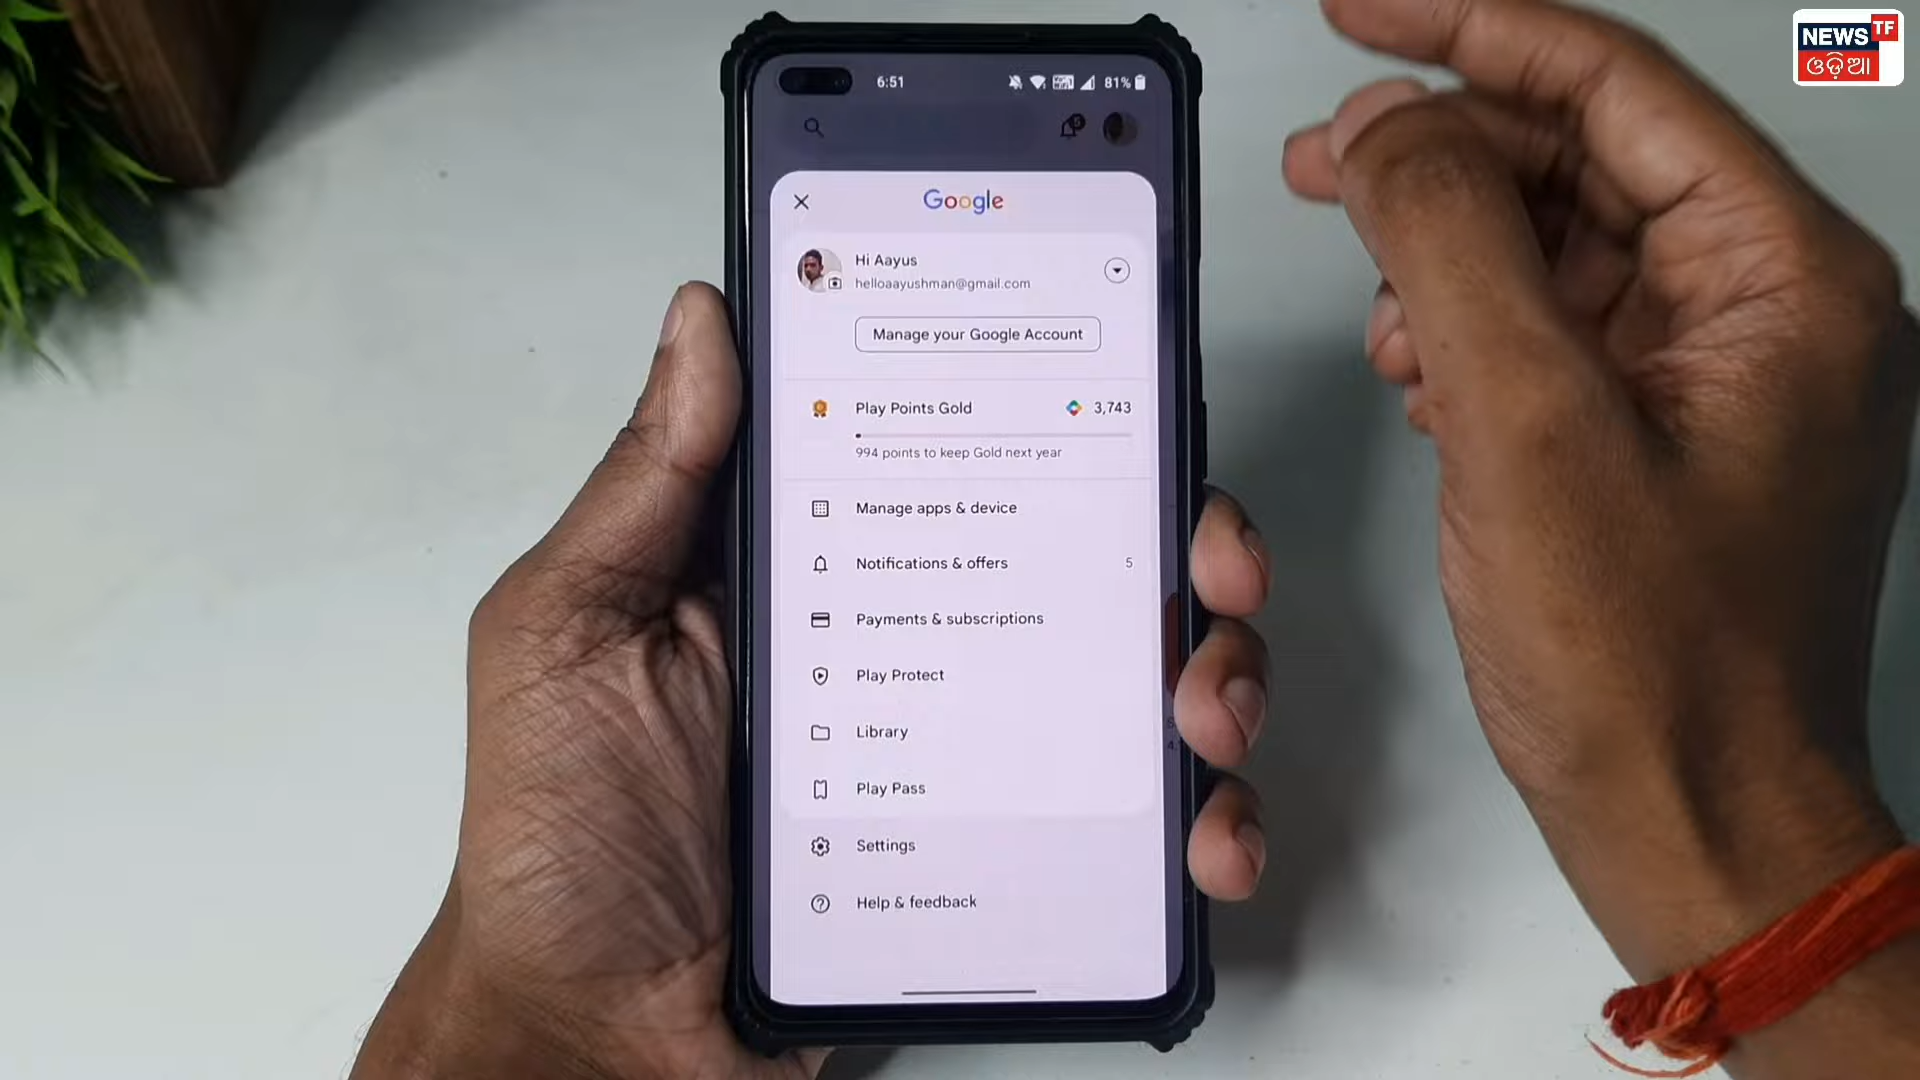 NEWS TF
ଓଡ଼ିଆ
6:51
81%
Google
Hi Aayus
helloaayushman@gmail.com
Manage your Google Account
Play Points Gold
3,743
994 points to keep Gold next year
Manage apps & device
Notifications & offers
5
Payments & subscriptions
Play Protect
Library
Play Pass
Settings
Help & feedback